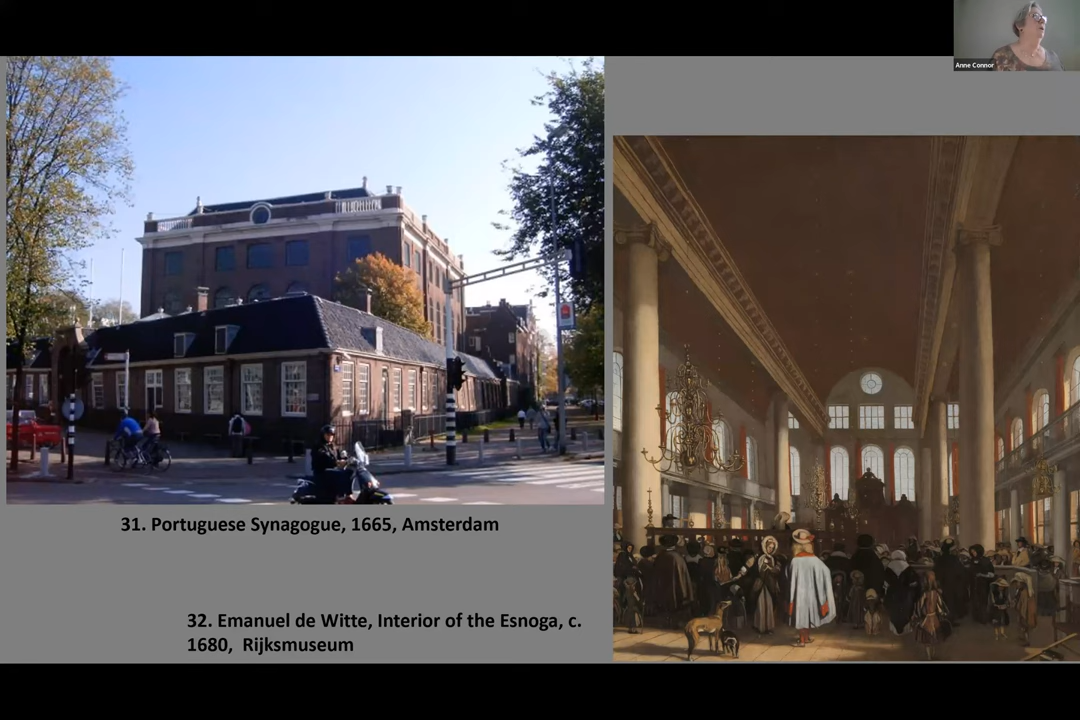 Anne Connor
31. Portuguese Synagogue, 1665, Amsterdam
32. Emanuel de Witte, Interior of the Esnoga, c.
1680,  Rijksmuseum